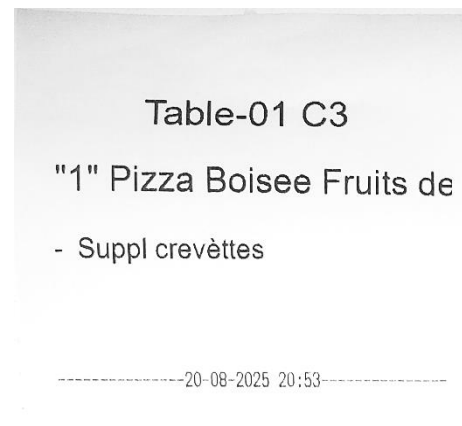 Table-01 C3
"1" Pizza Boisee Fruits de
- Suppl crevèttes
---------------20-08-2025 20:53---------------